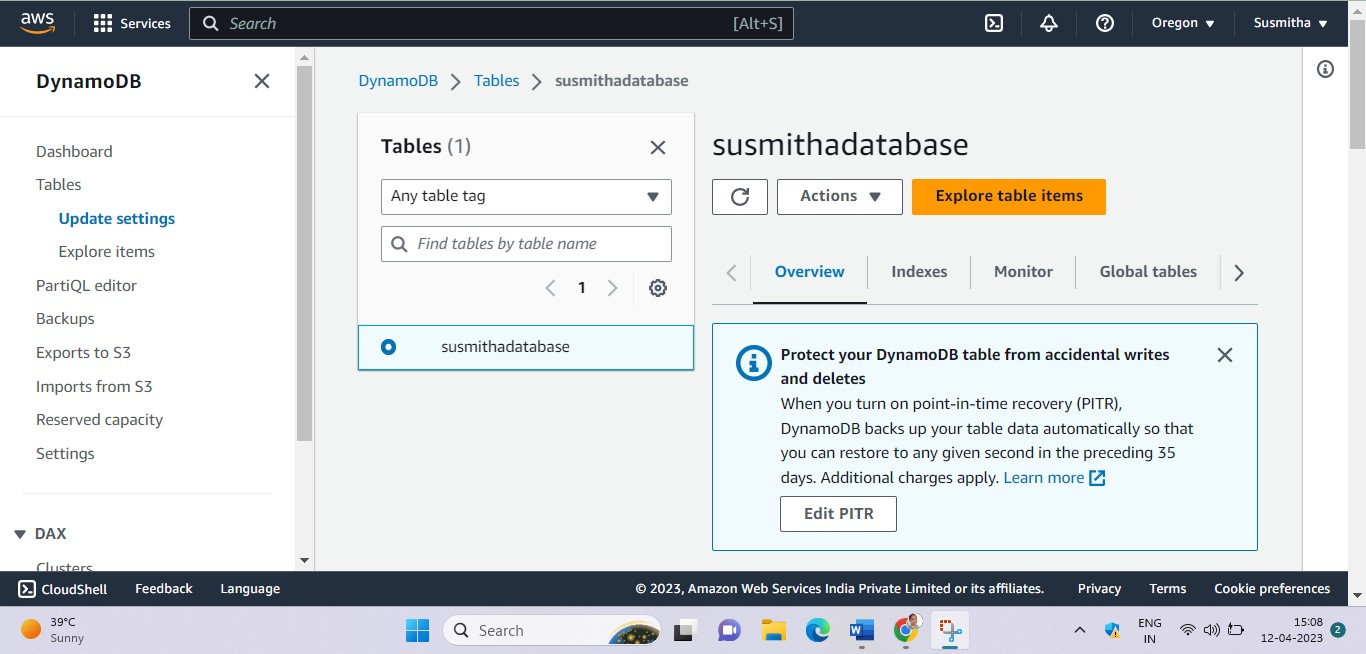 aws
Services
Search
[Alt+S]
Oregon
Susmitha
DynamoDB
Dashboard
Tables
Update settings
Explore items
PartiQL editor
Backups
Exports to S3
Imports from S3
Reserved capacity
Settings
DAX
Clusters
DynamoDB
Tables
susmithadatabase
Tables (1)
Any table tag
Find tables by table name
1
susmithadatabase
susmithadatabase
Actions
Explore table items
Overview
Indexes
Monitor
Global tables
Protect your DynamoDB table from accidental writes
and deletes
When you turn on point-in-time recovery (PITR),
DynamoDB backs up your table data automatically so that
you can restore to any given second in the preceding 35
days. Additional charges apply. Learn more
Edit PITR
CloudShell
Feedback
Language
© 2023, Amazon Web Services India Private Limited or its affiliates.
Privacy
Terms
Cookie preferences
39°C
Sunny
Search
ENG
IN
15:08
12-04-2023
2